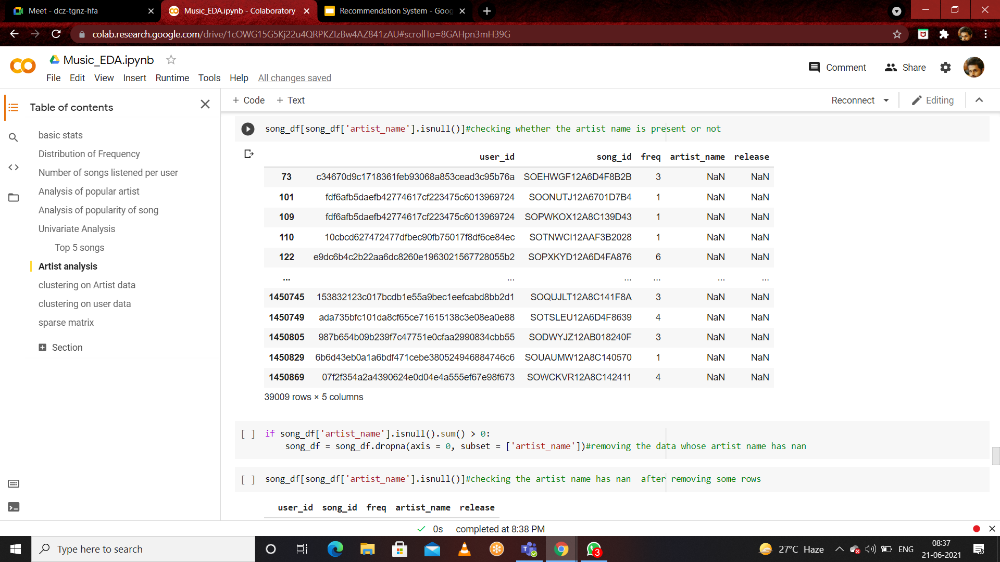 Meet - dcz-tgnz-hfa
Music_EDA.ipynb - Colaboratory
Recommendation System - Goog
colab.research.google.com/drive/1cOWG15G5Kj22u4QRPKZIzBw4AZ841zAU#scrollTo=8GAHpn3mH39G
CO
Music_EDA.ipynb
Comment Share
File Edit View Insert Runtime Tools Help All changes saved
Table of contents
basic stats
Distribution of Frequency
Number of songs listened per user
Analysis of popular artist
Analysis of popularity of song
Univariate Analysis
Top 5 songs
Artist analysis
clustering on Artist data
clustering on user data
sparse matrix
Section
+ Code + Text
Reconnect Editing
song_df[song_df['artist_name'].isnull()]#checking whether the artist name is present or not
user_id song_id freq artist_name release
73 c34670d9c1718361feb93068a853cead3c95b76a SOEHWGF12A6D4F8B2B 3 NaN NaN
101 fdf6afb5daefb42774617cf223475c6013969724 SOONUTJ12A6701D7B4 1 NaN NaN
109 fdf6afb5daefb42774617cf223475c6013969724 SOPWKOX12A8C139D43 1 NaN NaN
110 10cbcd627472477dfbec90fb75017f8df6ce84ec SOTNWCI12AAF3B2028 1 NaN NaN
122 e9dc6b4c2b22aa6dc8260e1963021567728055b2 SOPXKYD12A6D4FA876 6 NaN NaN
... ... ... ... ... ...
1450745 153832123c017bcdb1e55a9bec1eefcabd8bb2d1 SOQUJLT12A8C141F8A 3 NaN NaN
1450749 ada735bfc101da8cf65ce71615138c3e08ea0e88 SOTSLEU12A6D4F8639 4 NaN NaN
1450805 987b654b09b239f7c47751e0cfaa2990834cbb55 SODWYJZ12AB018240F 3 NaN NaN
1450829 6b6d43eb0a1a6bdf471cebe380524946884746c6 SOUAUMW12A8C140570 1 NaN NaN
1450869 07f2f354a2a4390624e0d04e4a555ef67e98f673 SOWCKVR12A8C142411 4 NaN NaN
39009 rows × 5 columns
[ ] if song_df['artist_name'].isnull().sum() > 0:
song_df = song_df.dropna(axis = 0, subset = ['artist_name'])#removing the data whose artist name has nan
[ ] song_df[song_df['artist_name'].isnull()]#checking the artist name has nan  after removing some rows
user_id song_id freq artist_name release
0s completed at 8:38 PM
Type here to search
3
27°C Haze
ENG
08:37
21-06-2021